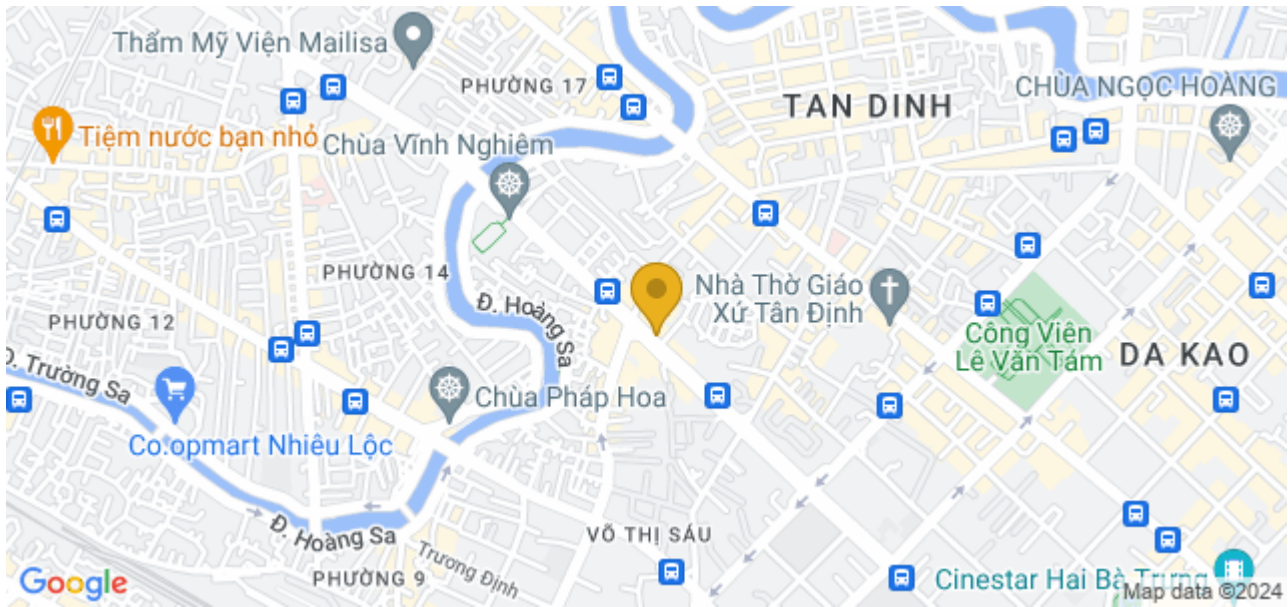 Thẩm Mỹ Viện Mailisa
PHƯỜNG 17
TAN DINH
CHÙA NGỌC HOÀNG
Tiệm nước bạn nhỏ
Chùa Vĩnh Nghiêm
PHƯỜNG 14
Nhà Thờ Giáo
Xứ Tân Định
Đ. Hoàng Sa
PHƯỜNG 12
Công Viên
Lê Văn Tám
DA KAO
Đ. Trường Sa
Chùa Pháp Hoa
Co.opmart Nhiêu Lộc
Đ. Hoàng Sa
VÕ THỊ SÁU
Trương Định
PHƯỜNG 9
Cinestar Hai Bà Trưng
Google
Map data ©2024